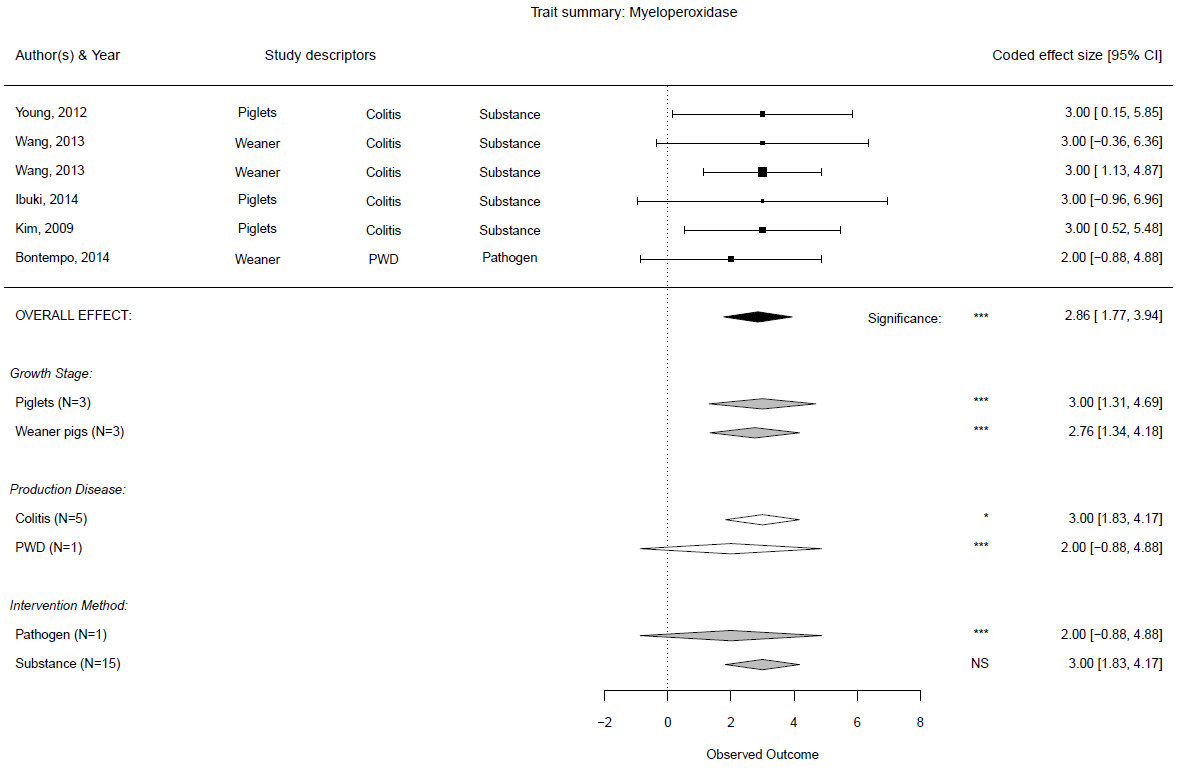 Trait summary: Myeloperoxidase
Author(s) & Year Study descriptors Coded effect size [95% CI]
Young, 2012 Piglets Colitis Substance 3.00 [ 0.15, 5.85]
Wang, 2013 Weaner Colitis Substance 3.00 [−0.36, 6.36]
Wang, 2013 Weaner Colitis Substance 3.00 [ 1.13, 4.87]
Ibuki, 2014 Piglets Colitis Substance 3.00 [−0.96, 6.96]
Kim, 2009 Piglets Colitis Substance 3.00 [ 0.52, 5.48]
Bontempo, 2014 Weaner PWD Pathogen 2.00 [−0.88, 4.88]
OVERALL EFFECT: Significance: *** 2.86 [ 1.77, 3.94]
Growth Stage:
Piglets (N=3) *** 3.00 [1.31, 4.69]
Weaner pigs (N=3) *** 2.76 [1.34, 4.18]
Production Disease:
Colitis (N=5) * 3.00 [1.83, 4.17]
PWD (N=1) *** 2.00 [−0.88, 4.88]
Intervention Method:
Pathogen (N=1) *** 2.00 [−0.88, 4.88]
Substance (N=15) NS 3.00 [1.83, 4.17]
−2 0 2 4 6 8
Observed Outcome